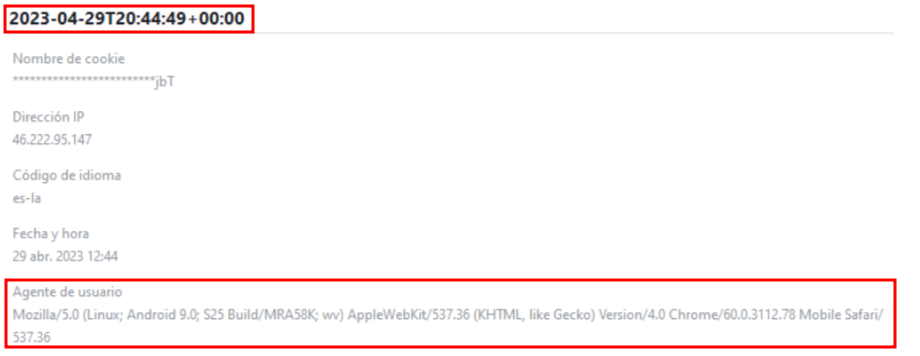 2023-04-29T20:44:49+00:00
Nombre de cookie
*************************jbT
Dirección IP
46.222.95.147
Código de idioma
es-la
Fecha y hora
29 abr. 2023 12:44
Agente de usuario
Mozilla/5.0 (Linux; Android 9.0; S25 Build/MRA58K; wv) AppleWebKit/537.36 (KHTML, like Gecko) Version/4.0 Chrome/60.0.3112.78 Mobile Safari/
537.36